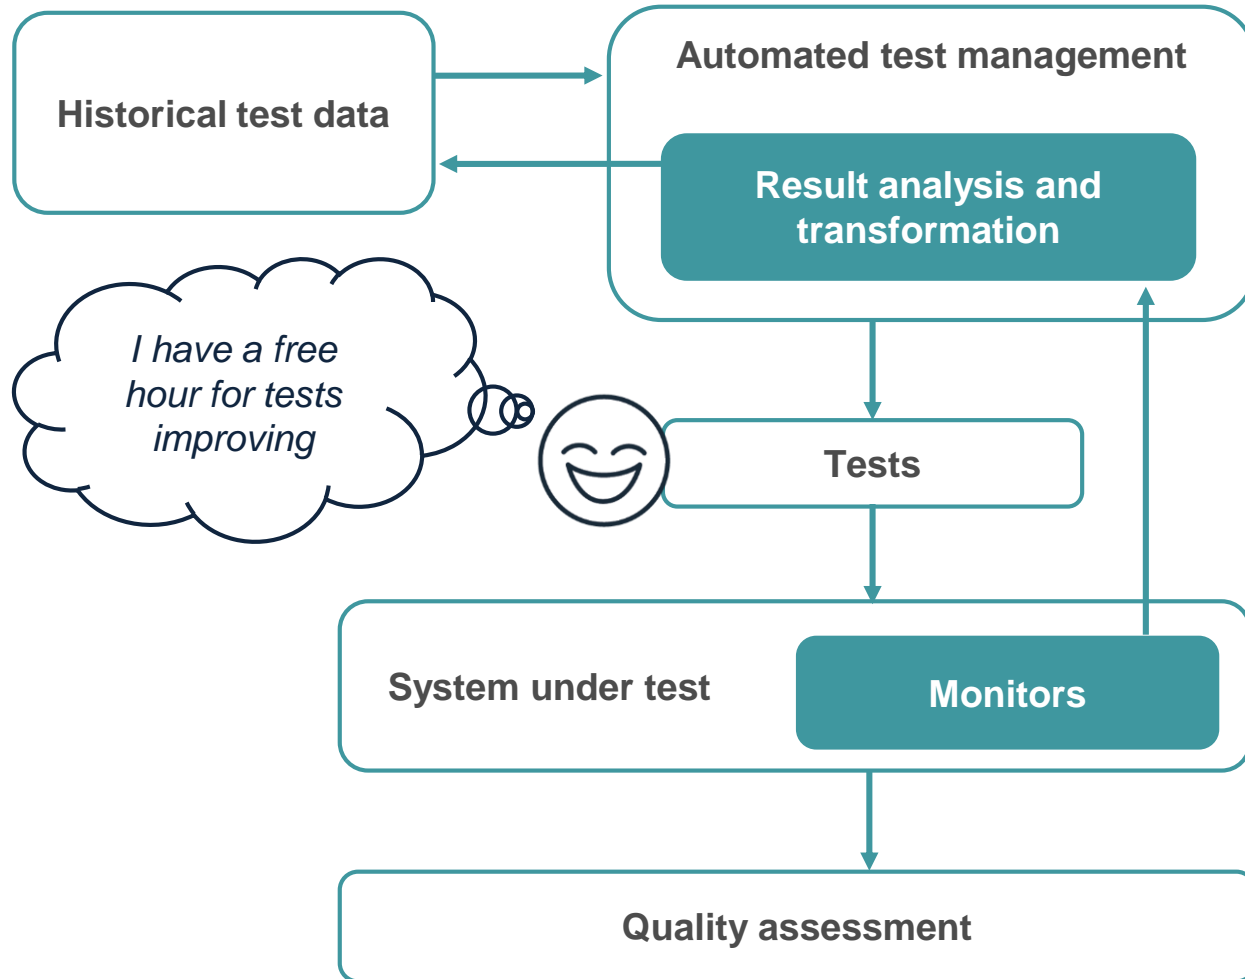 Automated test management
Historical test data
Result analysis and
transformation
I have a free
hour for tests
improving
Tests
System under test
Monitors
Quality assessment